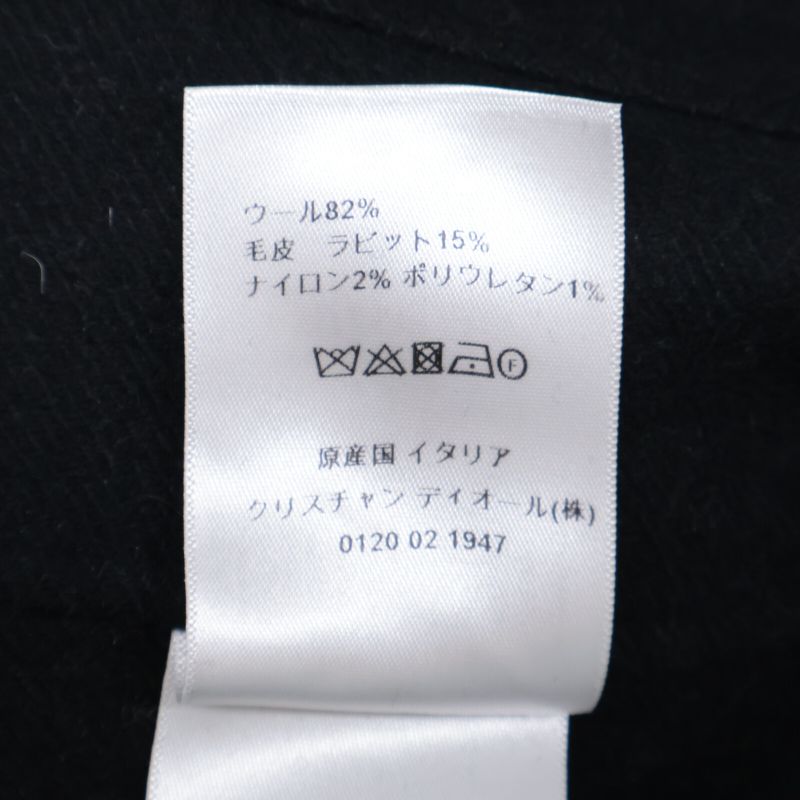 ウール82%
毛皮　ラビット15%
ナイロン2% ポリウレタン1%
F
原産国 イタリア
クリスチャン ディオール(株)
0120 02 1947